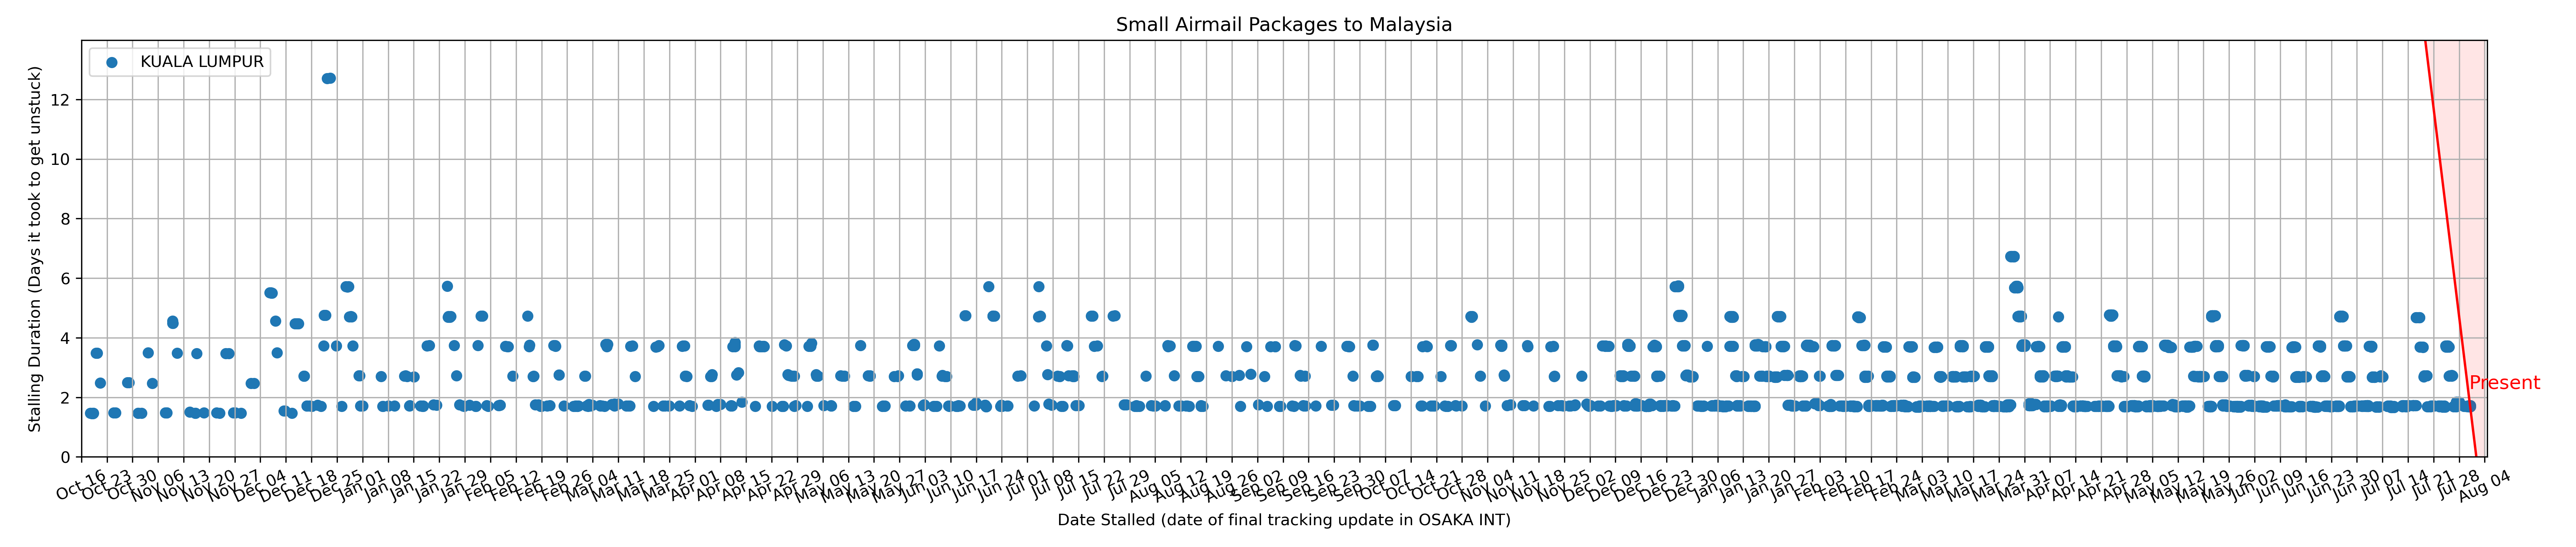 Small Airmail Packages to Malaysia
KUALA LUMPUR
Stalling Duration (Days it took to get unstuck)
12
10
8
6
4
2
0
Present
Oct 16
Oct 23
Oct 30
Nov 06
Nov 13
Nov 20
Nov 27
Dec 04
Dec 11
Dec 18
Dec 25
Jan 01
Jan 08
Jan 15
Jan 22
Jan 29
Feb 05
Feb 12
Feb 19
Feb 26
Mar 04
Mar 11
Mar 18
Mar 25
Apr 01
Apr 08
Apr 15
Apr 22
Apr 29
May 06
May 13
May 20
May 27
Jun 03
Jun 10
Jun 17
Jun 24
Jul 01
Jul 08
Jul 15
Jul 22
Jul 29
Aug 05
Aug 12
Aug 19
Aug 26
Sep 02
Sep 09
Sep 16
Sep 23
Sep 30
Oct 07
Oct 14
Oct 21
Oct 28
Nov 04
Nov 11
Nov 18
Nov 25
Dec 02
Dec 09
Dec 16
Dec 23
Dec 30
Jan 06
Jan 13
Jan 20
Jan 27
Feb 03
Feb 10
Feb 17
Feb 24
Mar 03
Mar 10
Mar 17
Mar 24
Mar 31
Apr 07
Apr 14
Apr 21
Apr 28
May 05
May 12
May 19
May 26
Jun 02
Jun 09
Jun 16
Jun 23
Jun 30
Jul 07
Jul 14
Jul 21
Jul 28
Aug 04
Date Stalled (date of final tracking update in OSAKA INT)